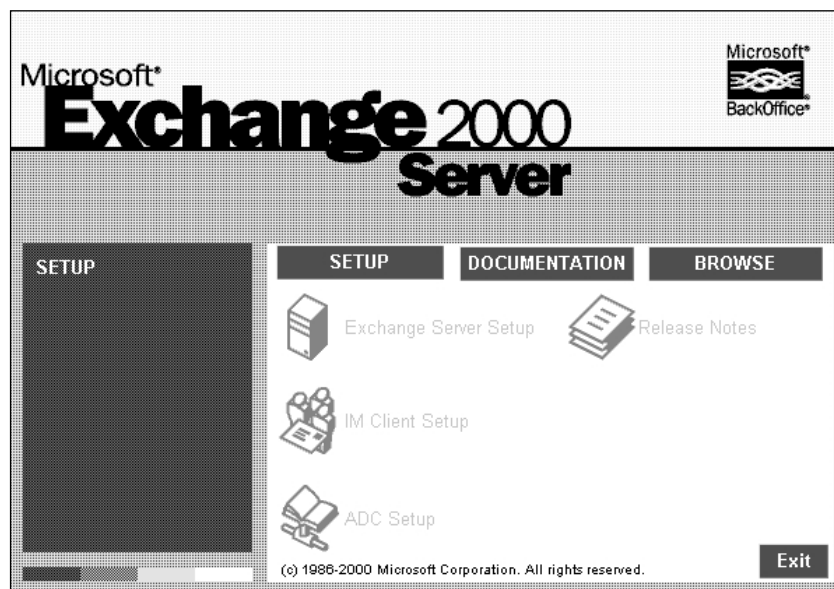 Microsoft®
Exchange 2000
Server
Microsoft®
BackOffice®
SETUP
SETUP
DOCUMENTATION
BROWSE
Exchange Server Setup
Release Notes
IM Client Setup
ADC Setup
(c) 1986-2000 Microsoft Corporation. All rights reserved.
Exit